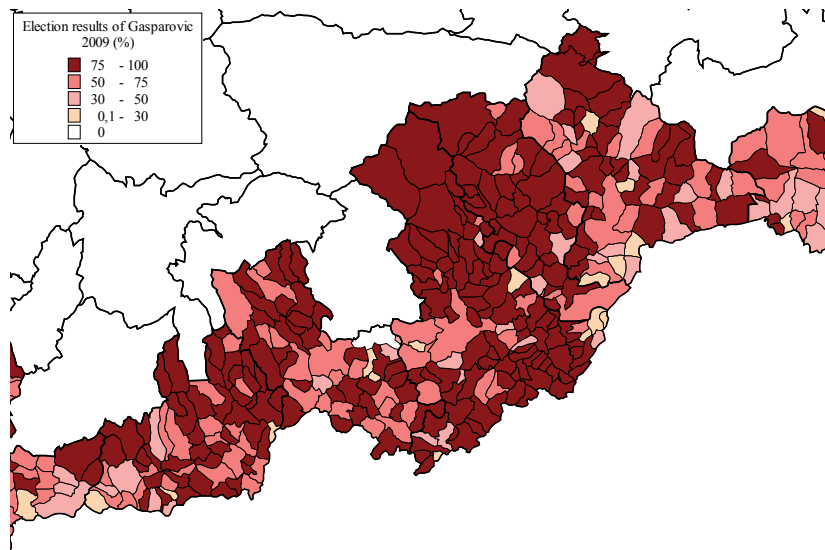 Election results of Gasparovic
2009 (%)
75 - 100
50 - 75
30 - 50
0,1 - 30
0